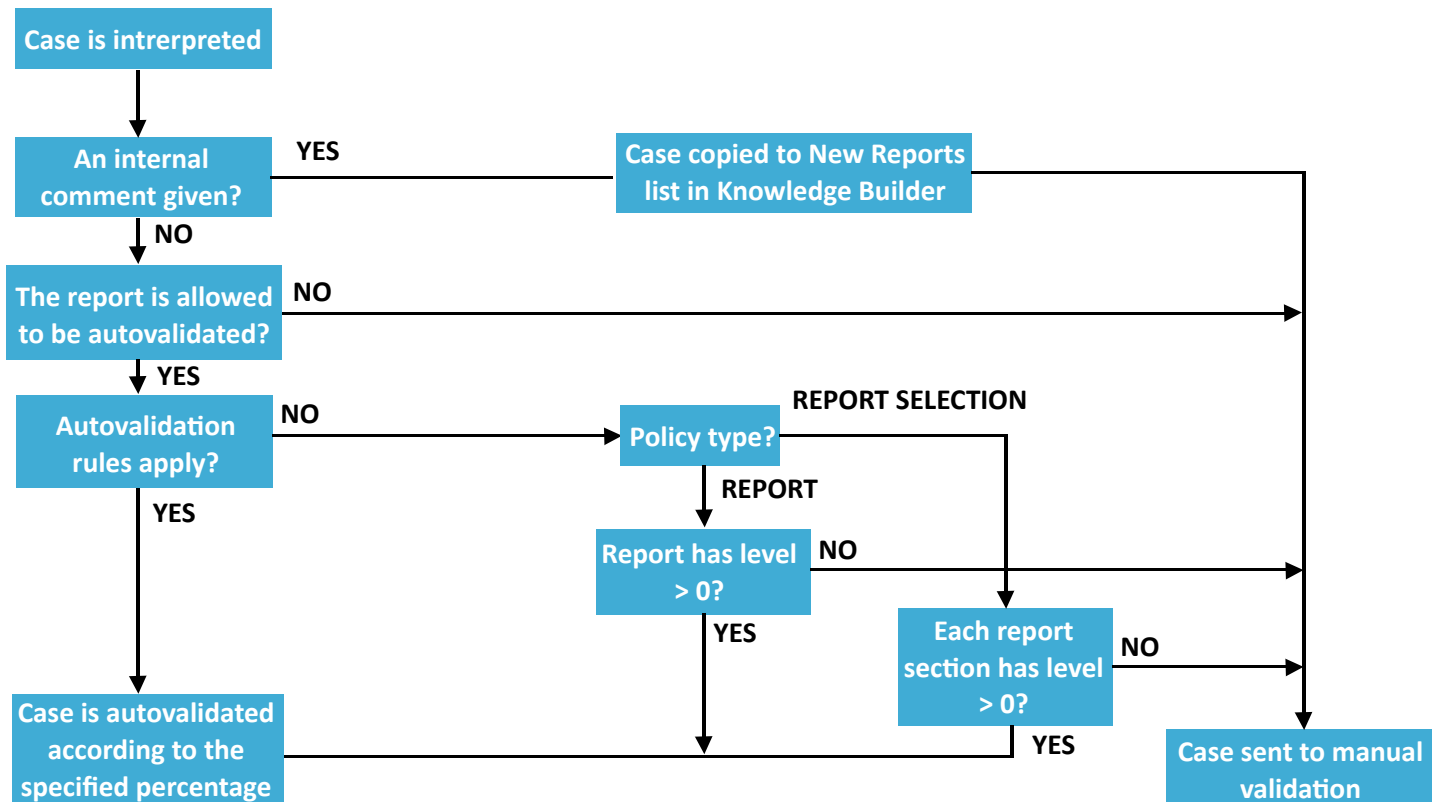 Case is intrerpreted
An internal
comment given?
YES
Case copied to New Reports
list in Knowledge Builder
NO
The report is allowed
to be autovalidated?
NO
YES
Autovalidation
rules apply?
NO
Policy type?
REPORT SELECTION
REPORT
YES
Report has level
> 0?
NO
YES
Each report
section has level
> 0?
NO
YES
Case is autovalidated
according to the
specified percentage
Case sent to manual
validation